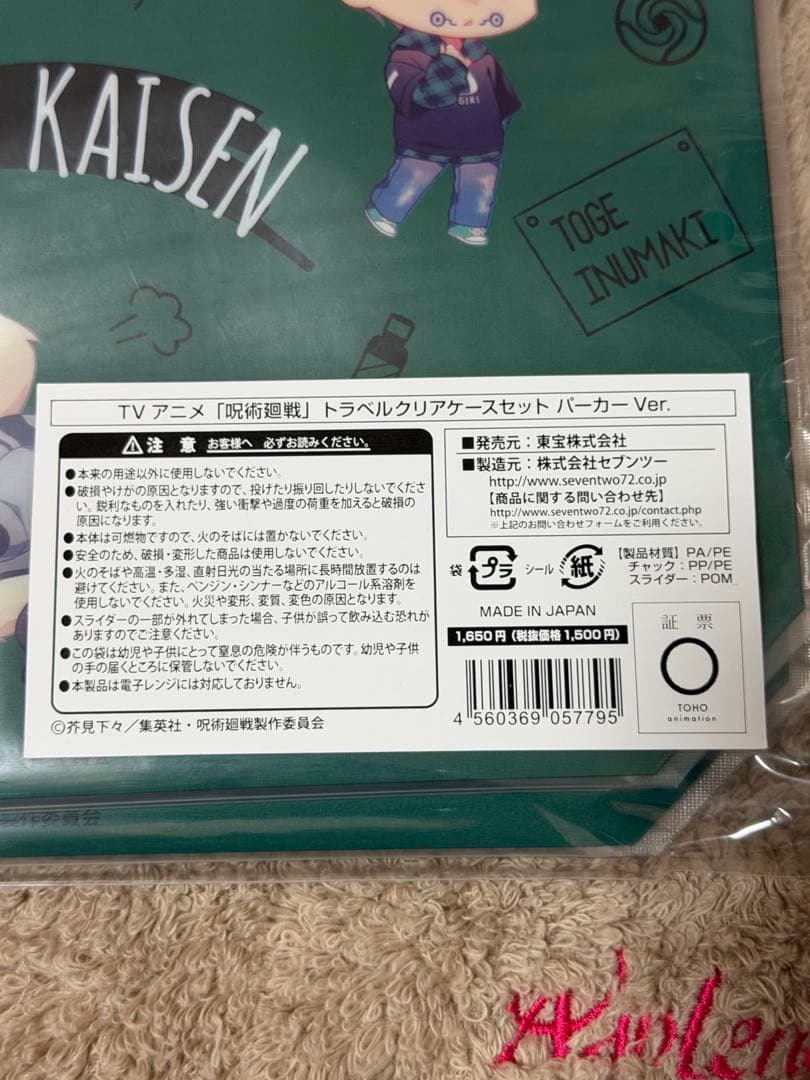 KAISEN
GIRI
TOGE
INUMAKI
TV アニメ「呪術廻戦」トラベルクリアケースセット パーカー Ver.
注 意 お客様へ 必ずお読みください。
●本来の用途以外に使用しないでください。
●破損やけがの原因となりますので、投げたり振り回したりしないでくださ
い。鋭利なものを入れたり、強い衝撃や過度の荷重を加えると破損の
原因になります。
●本体は可燃物ですので、火のそばには置かないでください。
●安全のため、破損・変形した商品は使用しないでください。
●火のそばや高温・多湿、直射日光の当たる場所に長時間放置するのは
避けてください。また、ベンジン・シンナーなどのアルコール系溶剤を
使用しないでください。火災や変形、変質、変色の原因となります。
●スライダーの一部が外れてしまった場合、子供が誤って飲み込む恐れが
ありますのでご注意ください。
●この袋は幼児や子供にとって窒息の危険が伴うものです。幼児や子供
の手の届くところに保管しないでください。
●本製品は電子レンジには対応しておりません。
©芥見下々／集英社・呪術廻戦製作委員会
■発売元：東宝株式会社
■製造元：株式会社セブンツー
http://www.seventwo72.co.jp
【商品に関する問い合わせ先】
http://www.seventwo72.co.jp/contact.php
※上記のお問い合わせフォームをご利用ください。
袋 プラ シール 紙
【製品材質】PA/PE
チャック：PP/PE
スライダー：POM
MADE IN JAPAN
1,650円（税抜価格1,500円）
4 560369 057795
証 票
TOHO
animation
製作委員会